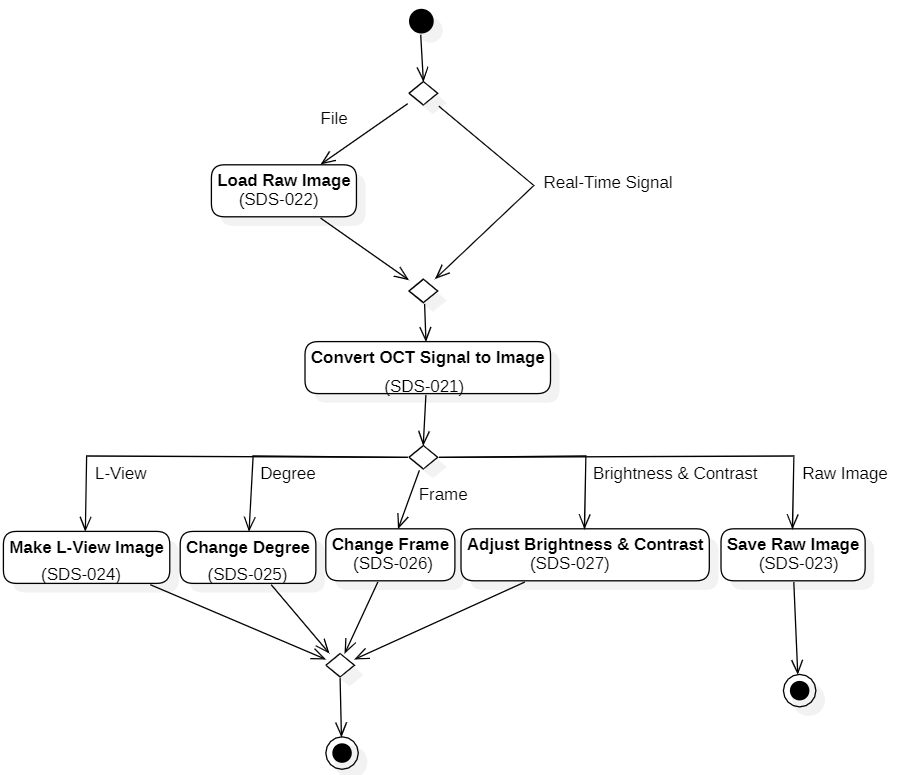 File
Load Raw Image
(SDS-022)
Real-Time Signal
Convert OCT Signal to Image
(SDS-021)
L-View
Degree
Frame
Brightness & Contrast
Raw Image
Make L-View Image
(SDS-024)
Change Degree
(SDS-025)
Change Frame
(SDS-026)
Adjust Brightness & Contrast
(SDS-027)
Save Raw Image
(SDS-023)